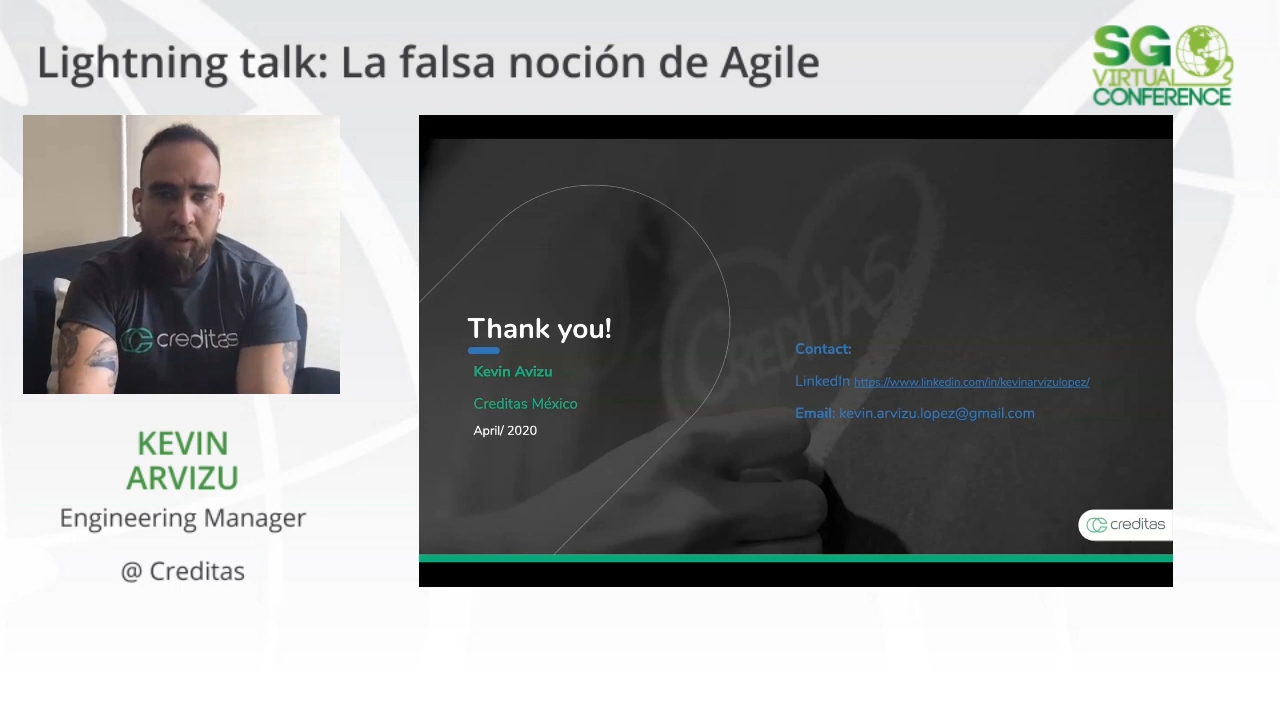 Lightning talk: La falsa noción de Agile
SG
VIRTUAL
CONFERENCE
creditas
KEVIN
ARVIZU
Engineering Manager
@ Creditas
Thank you!
Kevin Avizu
Creditas México
April/ 2020
CREDITAS
Contact:
LinkedIn https://www.linkedin.com/in/kevinarvizulopez/
Email: kevin.arvizu.lopez@gmail.com
creditas